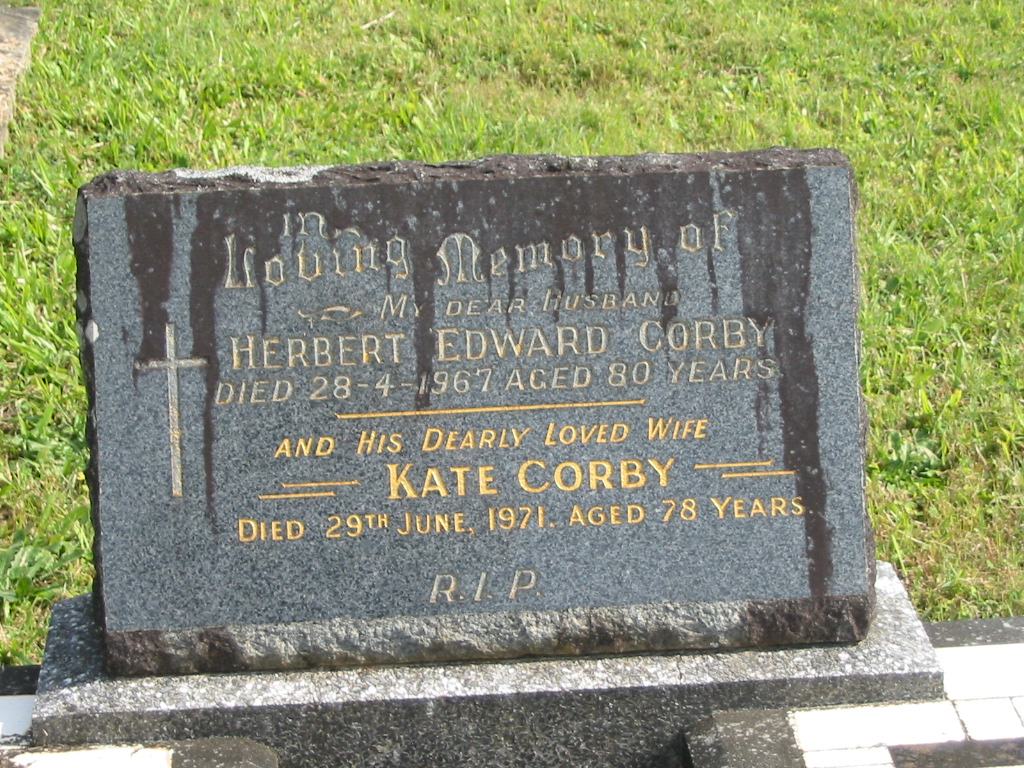 In
Loving Memory of
My dear Husband
Herbert Edward Corby
Died 28-4-1967 Aged 80 Years.
and His Dearly Loved Wife
Kate Corby
Died 29th June, 1971. Aged 78 Years.
R.I.P.